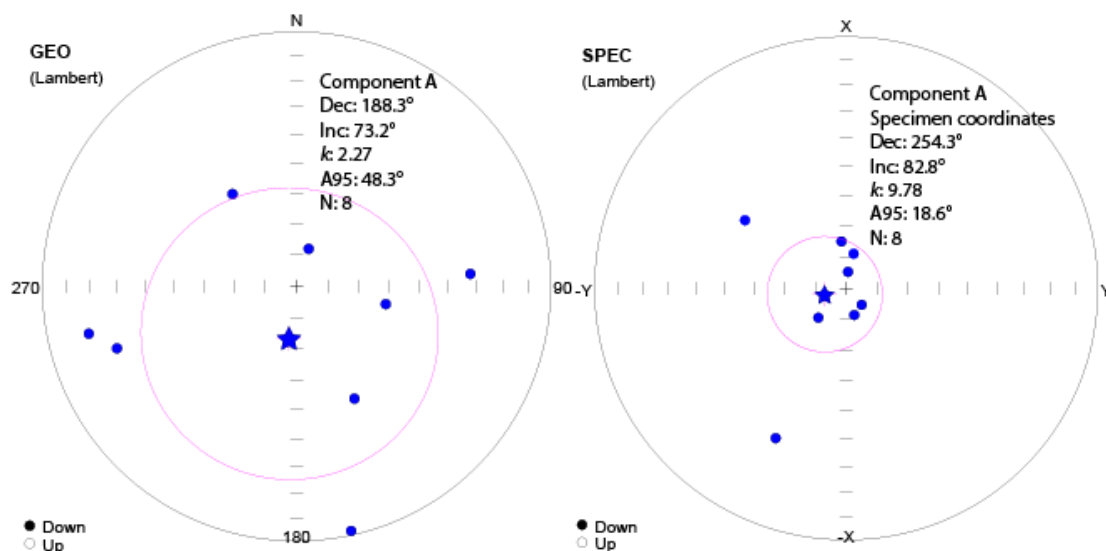 GEO
(Lambert)
N
Component A
Dec: 188.3°
Inc: 73.2°
k: 2.27
A95: 48.3°
N: 8
270
90
180
Down
Up
SPEC
(Lambert)
X
Component A
Specimen coordinates
Dec: 254.3°
Inc: 82.8°
k: 9.78
A95: 18.6°
N: 8
-Y
Y
-X
Down
Up